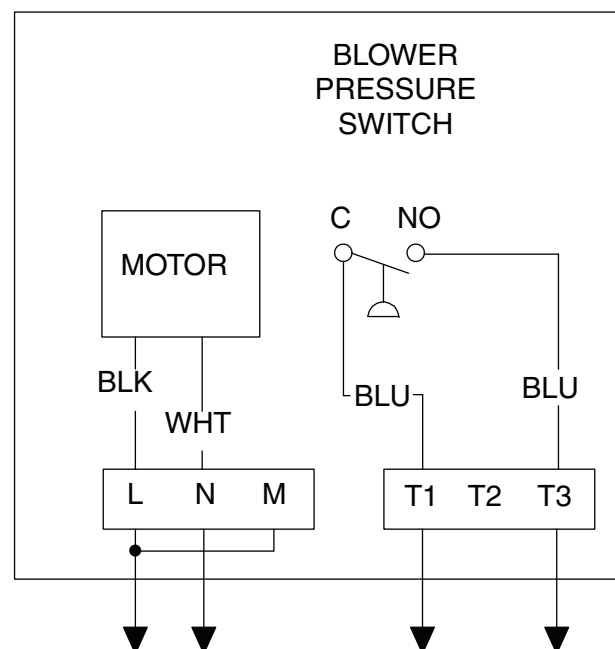 BLOWER
PRESSURE
SWITCH
C NO
MOTOR
BLK
BLU
BLU
WHT
L N M
T1 T2 T3